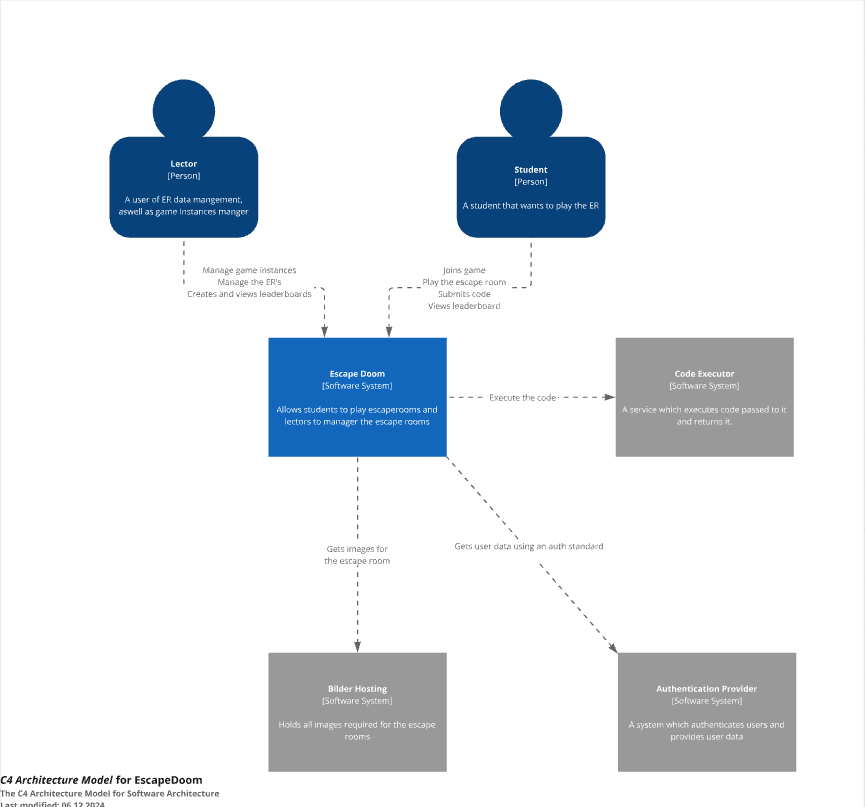 Lector
[Person]
A user of ER data mangement,
aswell as game Instances manger
Student
[Person]
A student that wants to play the ER
Manage game instances
Manage the ER's
Creates and views leaderboards
Joins game
Play the escape room
Submits code
Views leaderboard
Escape Doom
[Software System]
Allows students to play escaperooms and
lectors to manager the escape rooms
Execute the code
Code Executor
[Software System]
A service which executes code passed to it
and returns it.
Gets images for
the escape room
Gets user data using an auth standard
Bilder Hosting
[Software System]
Holds all images required for the escape
rooms
Authentication Provider
[Software System]
A system which authenticates users and
provides user data
C4 Architecture Model for EscapeDoom
The C4 Architecture Model for Software Architecture
Last modified: 06.12.2024